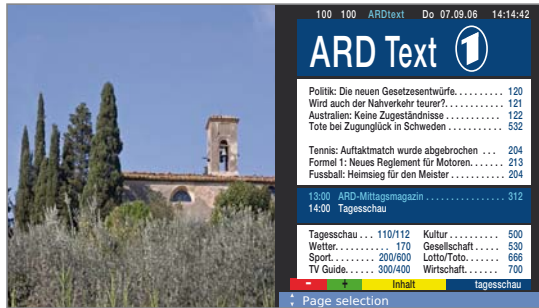 100 100 ARDtext Do 07.09.06 14:14:42
ARD Text 1
Politik: Die neuen Gesetzesentwürfe.......... 120
Wird auch der Nahverkehr teurer?............ 121
Australien: Keine Zugeständnisse ............ 122
Tote bei Zugunglück in Schweden .......... 532
Tennis: Auftaktmatch wurde abgebrochen ... 204
Formel 1: Neues Reglement für Motoren....... 213
Fussball: Heimsieg für den Meister ........... 204
13:00 ARD-Mittagsmagazin ................ 312
14:00 Tagesschau
Tagesschau ... 110/112 Kultur .......... 500
Wetter.......... 170 Gesellschaft ..... 530
Sport......... 200/600 Lotto/Toto....... 666
TV Guide...... 300/400 Wirtschaft....... 700
- + Inhalt tagesschau
Page selection